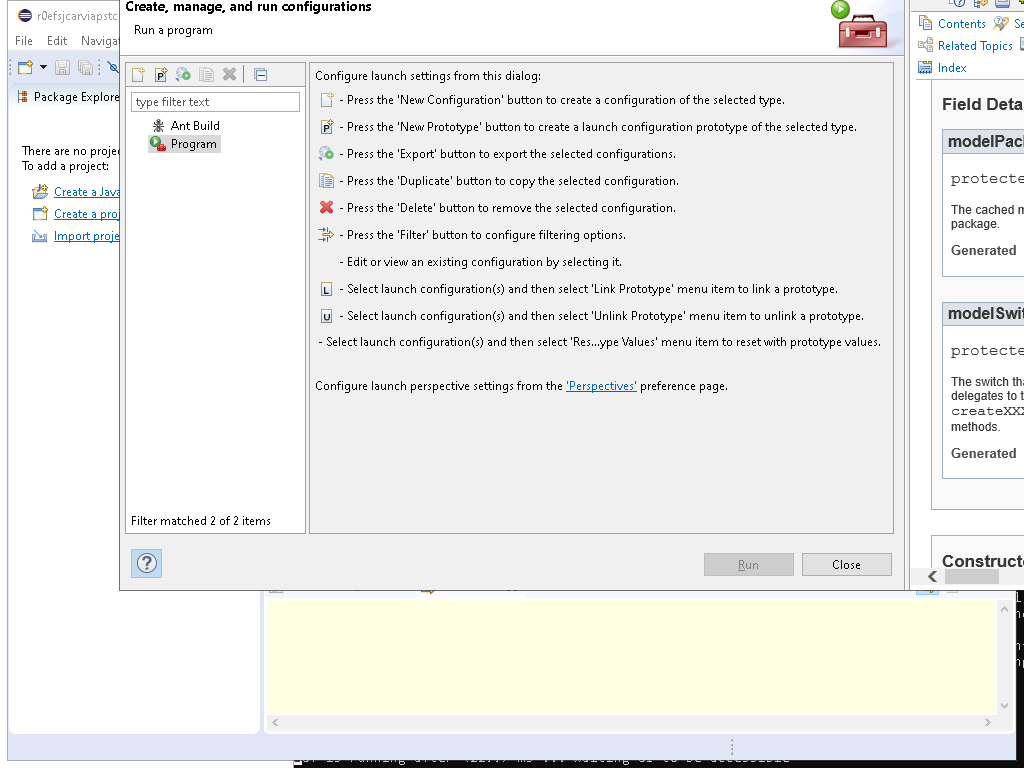 r0efsjcarviapstc
File Edit Navigat
Package Explore
There are no projec
To add a project:
Create a Java
Create a proj
Import proje
Create, manage, and run configurations
Run a program
type filter text
Ant Build
Program
Filter matched 2 of 2 items
Configure launch settings from this dialog:
- Press the 'New Configuration' button to create a configuration of the selected type.
- Press the 'New Prototype' button to create a launch configuration prototype of the selected type.
- Press the 'Export' button to export the selected configurations.
- Press the 'Duplicate' button to copy the selected configuration.
- Press the 'Delete' button to remove the selected configuration.
- Press the 'Filter' button to configure filtering options.
- Edit or view an existing configuration by selecting it.
- Select launch configuration(s) and then select 'Link Prototype' menu item to link a prototype.
- Select launch configuration(s) and then select 'Unlink Prototype' menu item to unlink a prototype.
- Select launch configuration(s) and then select 'Res...ype Values' menu item to reset with prototype values.
Configure launch perspective settings from the 'Perspectives' preference page.
Run Close
Contents Se
Related Topics
Index
Field Deta
modelPac
protecte
The cached m
package.
Generated
modelSwit
protecte
The switch tha
delegates to t
createXXX
methods.
Generated
Constructo